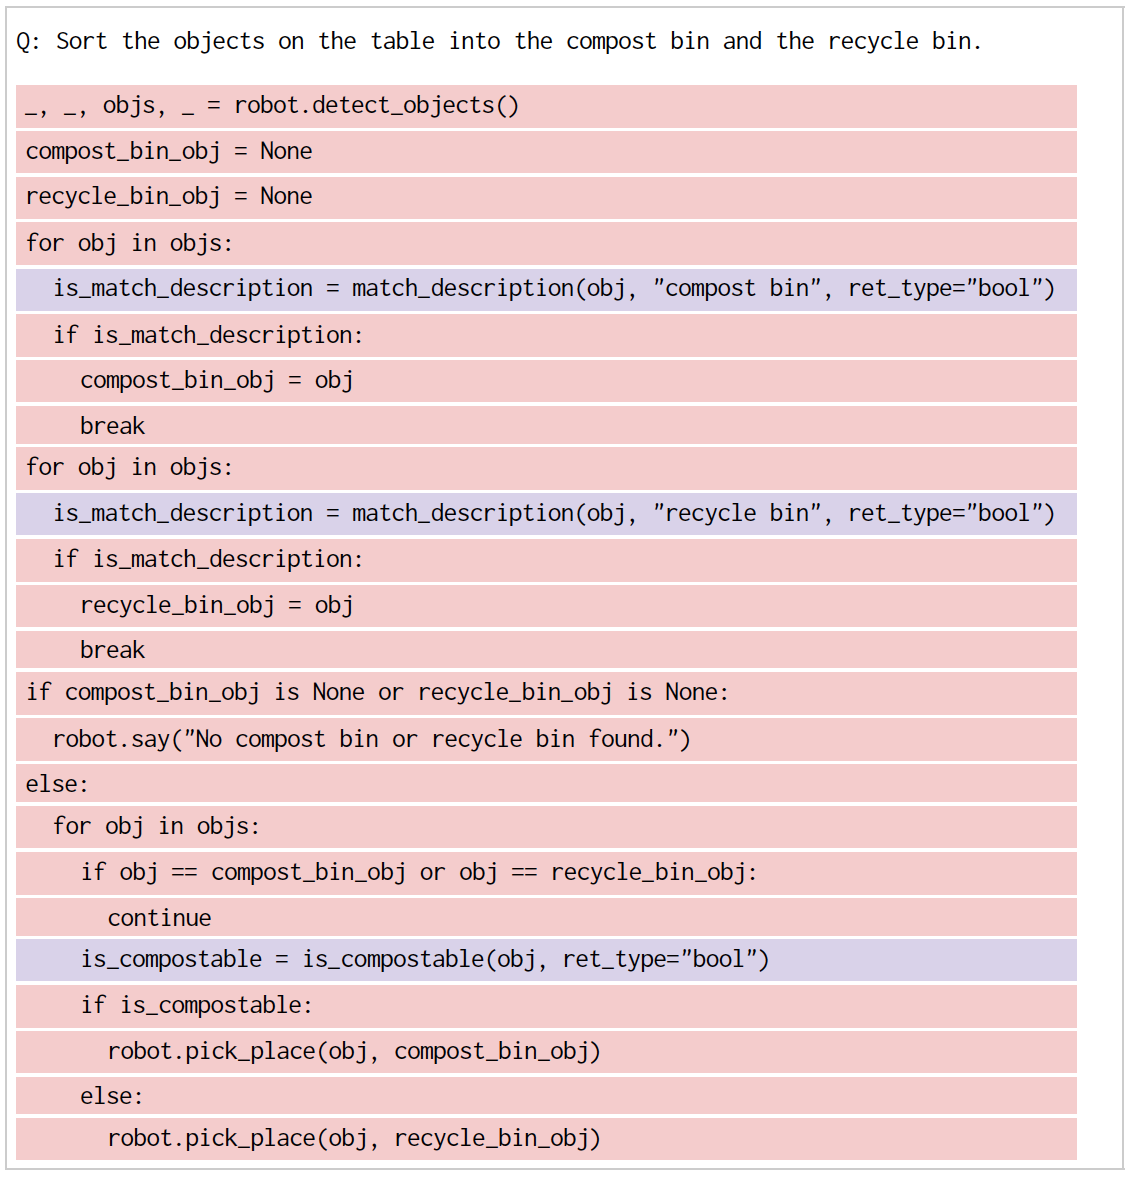 Q: Sort the objects on the table into the compost bin and the recycle bin.
_, _, objs, _ = robot.detect_objects()
compost_bin_obj = None
recycle_bin_obj = None
for obj in objs:
  is_match_description = match_description(obj, "compost bin", ret_type="bool")
  if is_match_description:
    compost_bin_obj = obj
    break
for obj in objs:
  is_match_description = match_description(obj, "recycle bin", ret_type="bool")
  if is_match_description:
    recycle_bin_obj = obj
    break
if compost_bin_obj is None or recycle_bin_obj is None:
  robot.say("No compost bin or recycle bin found.")
else:
  for obj in objs:
    if obj == compost_bin_obj or obj == recycle_bin_obj:
      continue
    is_compostable = is_compostable(obj, ret_type="bool")
    if is_compostable:
      robot.pick_place(obj, compost_bin_obj)
    else:
      robot.pick_place(obj, recycle_bin_obj)